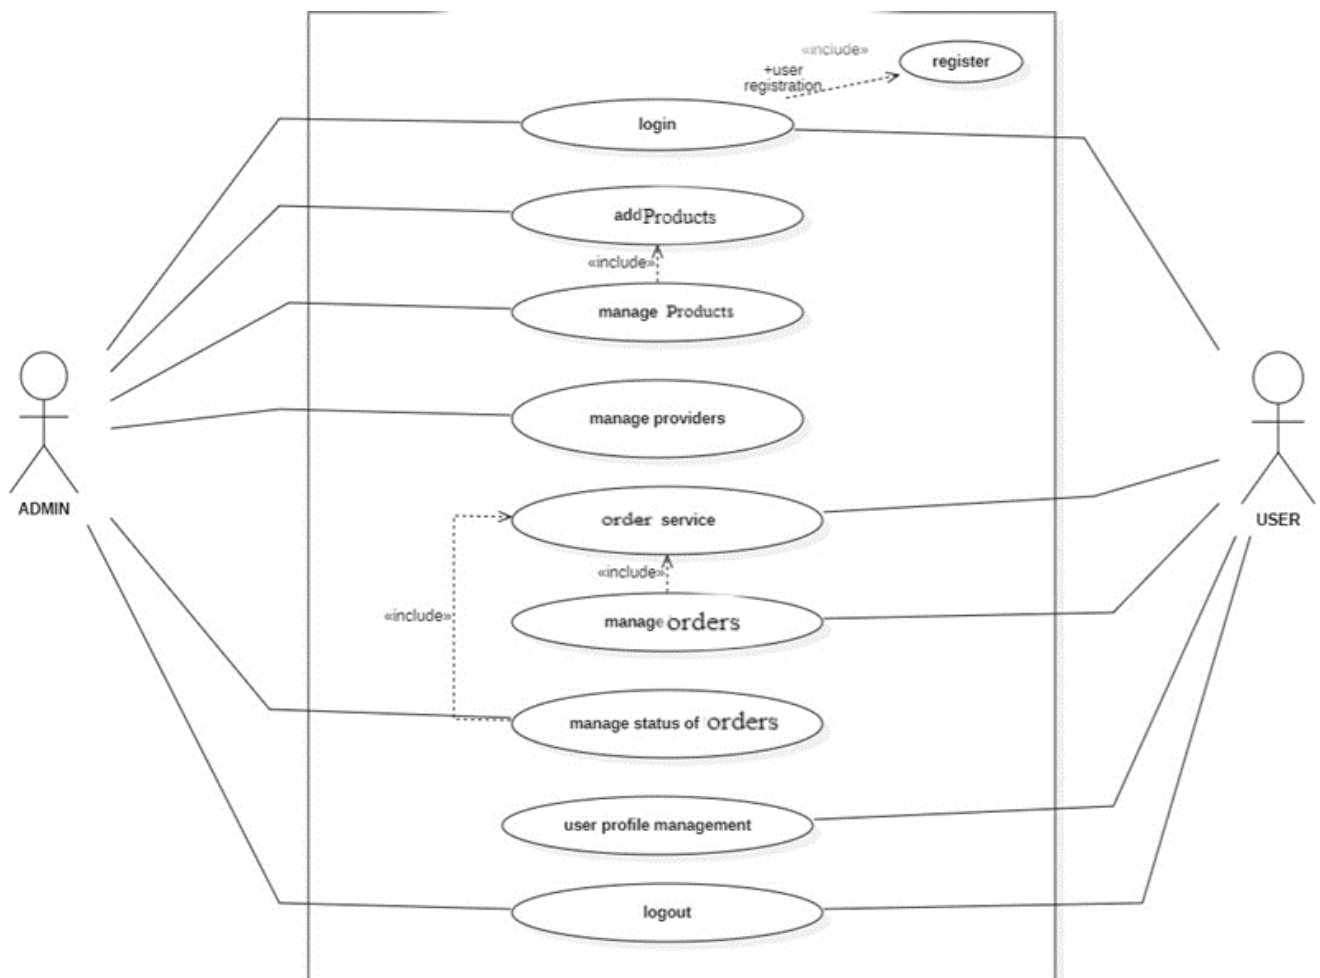 «include»
register
+user
registration
login
addProducts
«include»
manage Products
manage providers
ADMIN
order service
USER
«include»
manage orders
«include»
manage status of orders
user profile management
logout